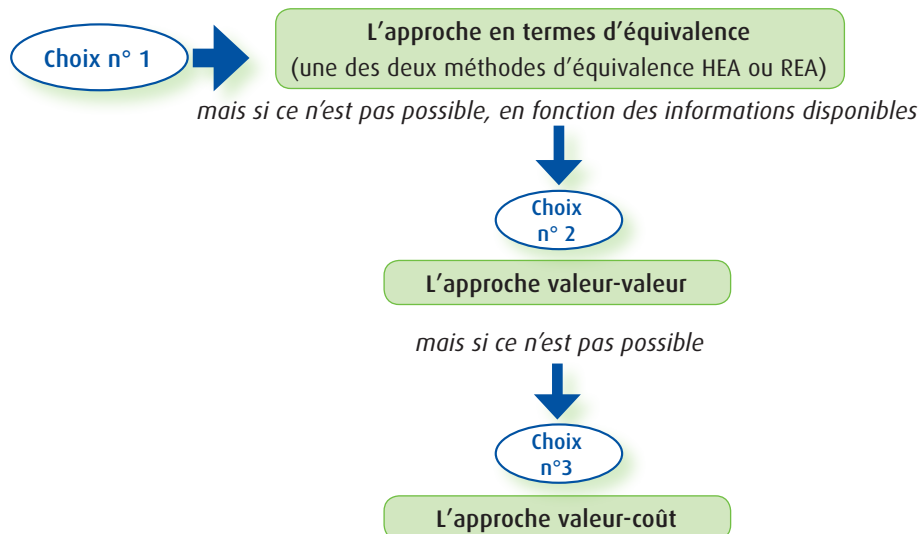 Choix n° 1
L'approche en termes d'équivalence
(une des deux méthodes d'équivalence HEA ou REA)
mais si ce n'est pas possible, en fonction des informations disponibles
Choix
n° 2
L'approche valeur-valeur
mais si ce n'est pas possible
Choix
n°3
L'approche valeur-coût